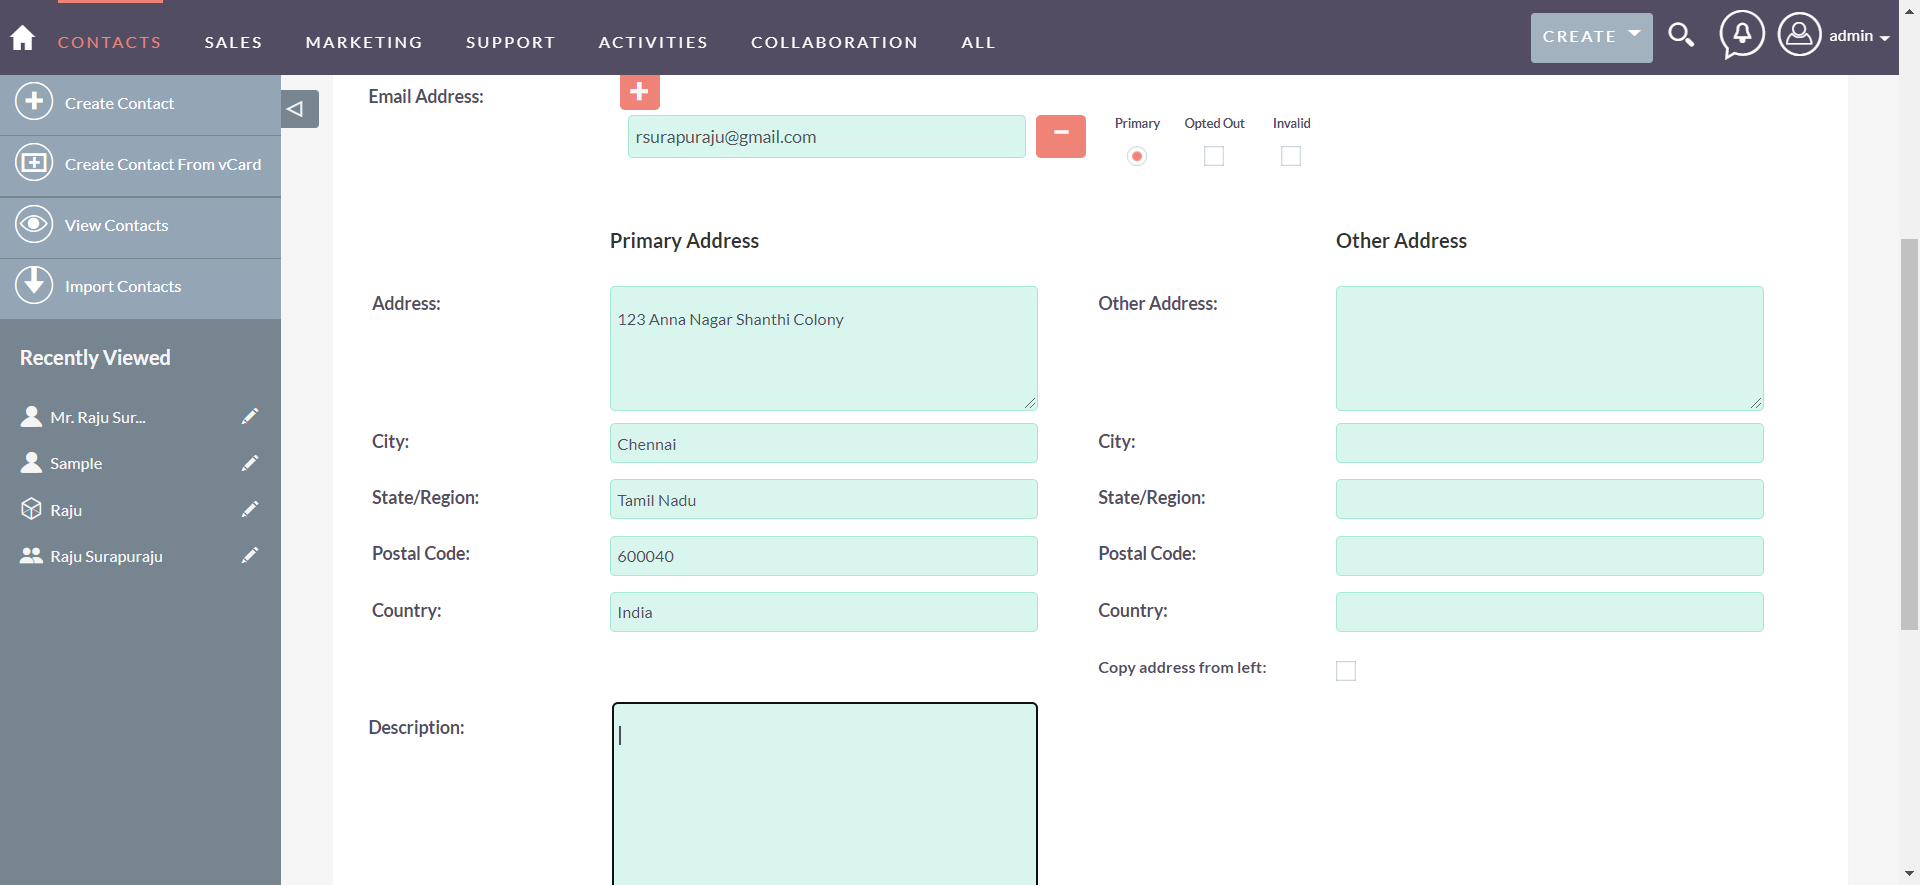 CONTACTS SALES MARKETING SUPPORT ACTIVITIES COLLABORATION ALL CREATE admin
Create Contact
Create Contact From vCard
View Contacts
Import Contacts
Recently Viewed
Mr. Raju Sur...
Sample
Raju
Raju Surapuraju
Email Address:
rsurapuraju@gmail.com
Primary Opted Out Invalid
Primary Address
Address: 123 Anna Nagar Shanthi Colony
City: Chennai
State/Region: Tamil Nadu
Postal Code: 600040
Country: India
Other Address
Other Address:
City:
State/Region:
Postal Code:
Country:
Copy address from left:
Description: